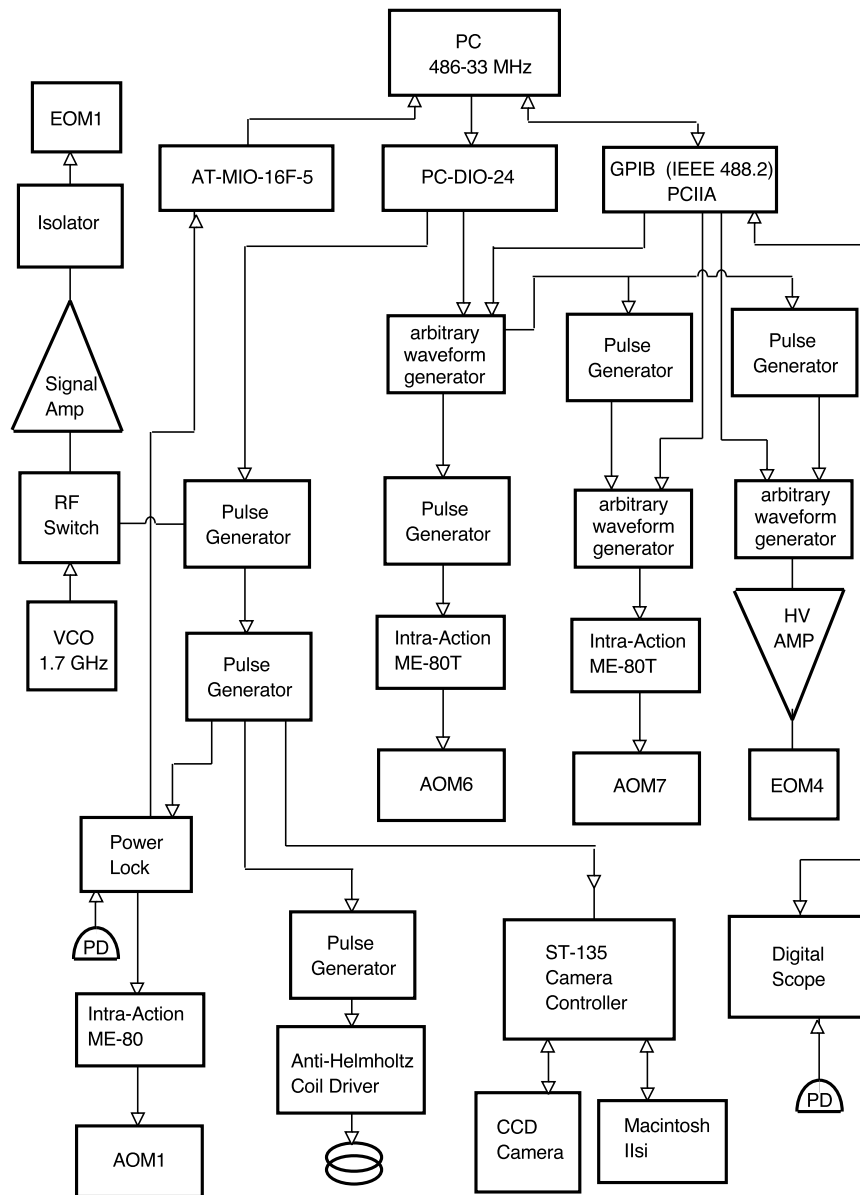 PC
486-33 MHz
EOM1
AT-MIO-16F-5
PC-DIO-24
GPIB (IEEE 488.2)
PCIIA
Isolator
arbitrary
waveform
generator
Pulse
Generator
Pulse
Generator
Signal
Amp
RF
Switch
Pulse
Generator
Pulse
Generator
arbitrary
waveform
generator
arbitrary
waveform
generator
VCO
1.7 GHz
Pulse
Generator
Intra-Action
ME-80T
Intra-Action
ME-80T
HV
AMP
AOM6
AOM7
EOM4
Power
Lock
PD
Pulse
Generator
ST-135
Camera
Controller
Digital
Scope
Intra-Action
ME-80
Anti-Helmholtz
Coil Driver
PD
AOM1
CCD
Camera
Macintosh
IIsi